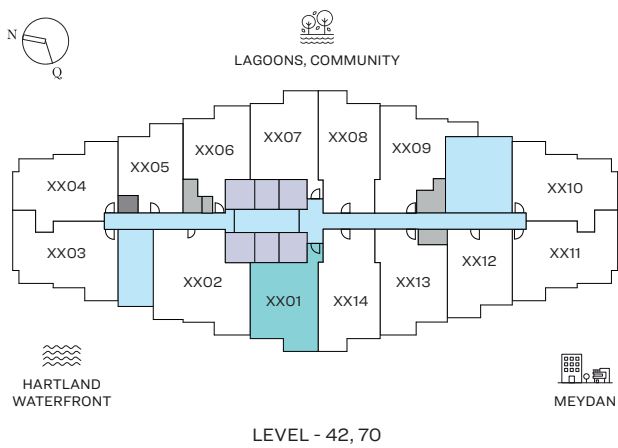 N
Q
LAGOONS, COMMUNITY
XX07 XX08
XX06 XX09
XX05
XX04 XX10
XX03 XX11
XX02 XX12
XX13
XX01 XX14
HARTLAND
WATERFRONT
MEYDAN
LEVEL - 42, 70